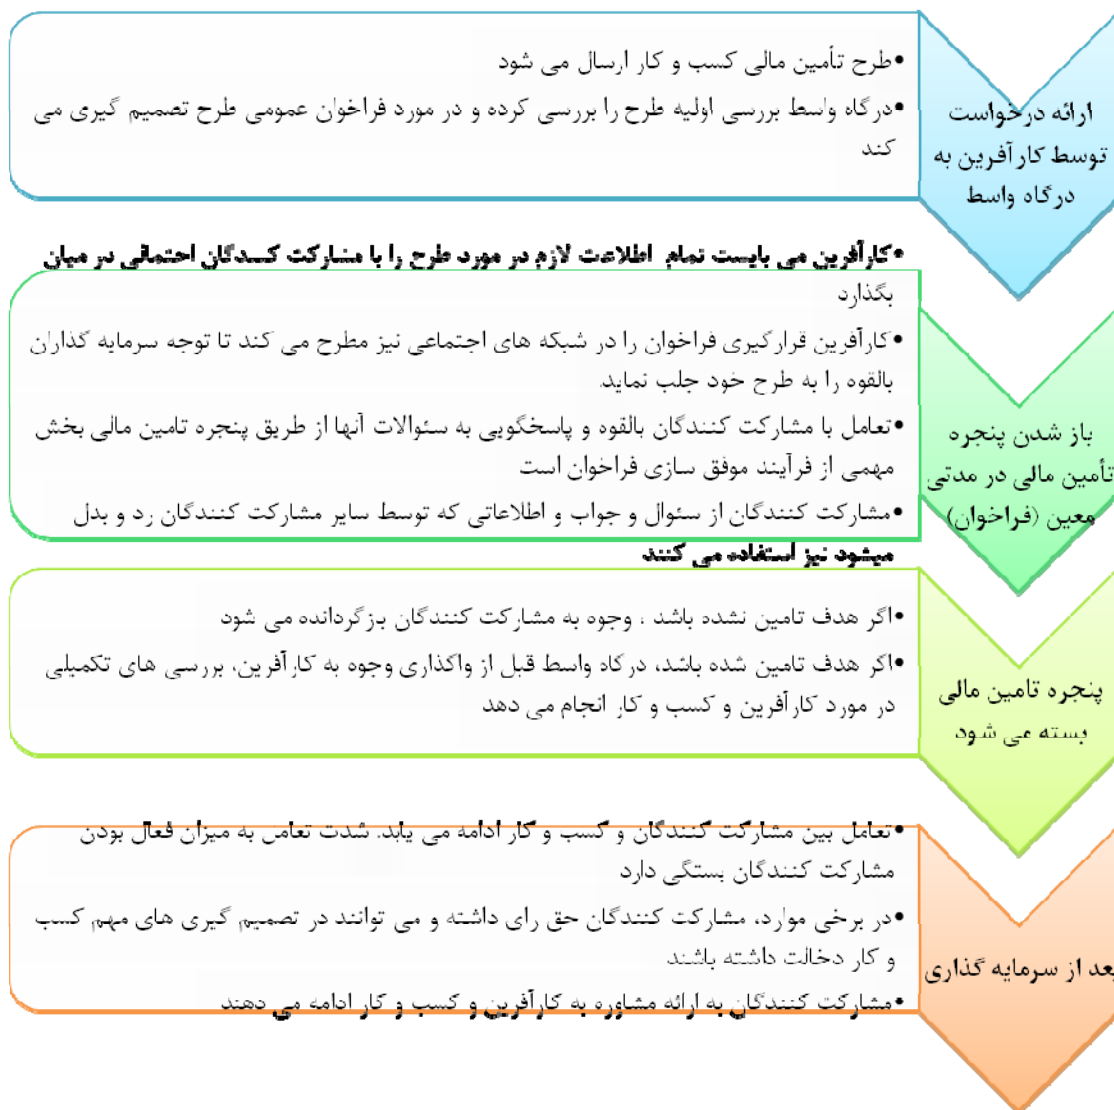 ارائه درخواست
توسط کارآفرین به
درگاه واسط
•طرح تأمین مالی کسب و کار ارسال می شود
•درگاه واسط بررسی اولیه طرح را بررسی کرده و در مورد فراخوان عمومی طرح تصمیم گیری می
کند
باز شدن پنجره
تأمین مالی در مدتی
معین (فراخوان)
•کارآفرین می بایست تمام اطلاعت لازم در مورد طرح را با مشارکت کنندگان احتمالی در میان
بگذارد
•کارآفرین قرارگیری فراخوان را در شبکه های اجتماعی نیز مطرح می کند تا توجه سرمایه گذاران
بالقوه را به طرح خود جلب نماید.
•تعامل با مشارکت کنندگان بالقوه و پاسخگویی به سئوالات آنها از طریق پنجره تامین مالی بخش
مهمی از فرآیند موفق سازی فراخوان است
•مشارکت کنندگان از سئوال و جواب و اطلاعاتی که توسط سایر مشارکت کنندگان رد و بدل
میشود نیز استفاده می کنند
پنجره تامین مالی
بسته می شود
•اگر هدف تامین نشده باشد ، وجوه به مشارکت کنندگان بزگردانده می شود
•اگر هدف تامین شده باشد، درگاه واسط قبل از واگذاری وجوه به کارآفرین، بررسی های تکمیلی
در مورد کارآفرین و کسب و کار انجام می دهد
بعد از سرمایه گذاری
•تعامل بین مشارکت کنندگان و کسب و کار ادامه می یابد. شدت تعامل به میزان فعال بودن
مشارکت کنندگان بستگی دارد
•در برخی موارد، مشارکت کنندگان حق رای داشته و می توانند در تصمیم گیری های مهم کسب
و کار دخالت داشته باشند
•مشارکت کنندگان به ارائه مشاوره به کارآفرین و کسب و کار ادامه می دهند